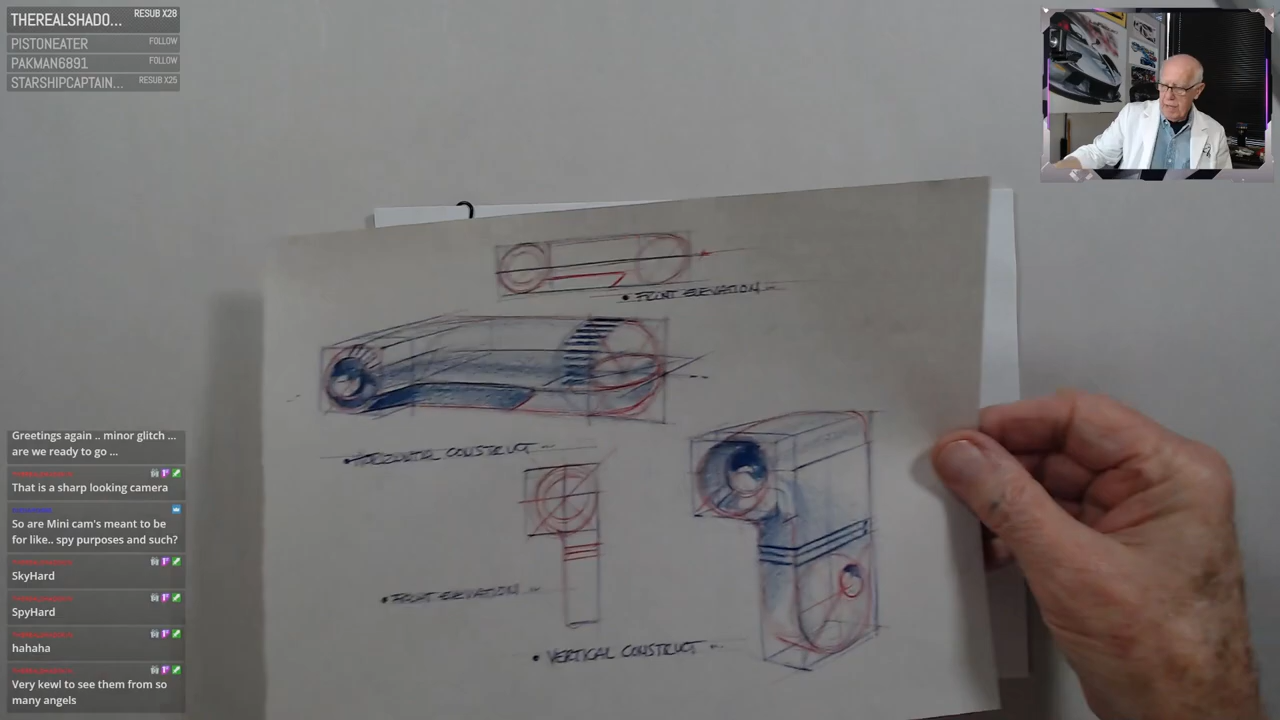 THEREALSHADO... RESUB X28
PISTONEATER FOLLOW
PAKMAN6891 FOLLOW
STARSHIPCAPTAIN... RESUB X25
• FRONT ELEVATION ...
• HORIZONTAL CONSTRUCT ...
• FRONT ELEVATION ...
• VERTICAL CONSTRUCT ...
Greetings again .. minor glitch ...
are we ready to go ...
That is a sharp looking camera
So are Mini cam's meant to be
for like.. spy purposes and such?
SkyHard
SpyHard
hahaha
Very kewl to see them from so
many angels